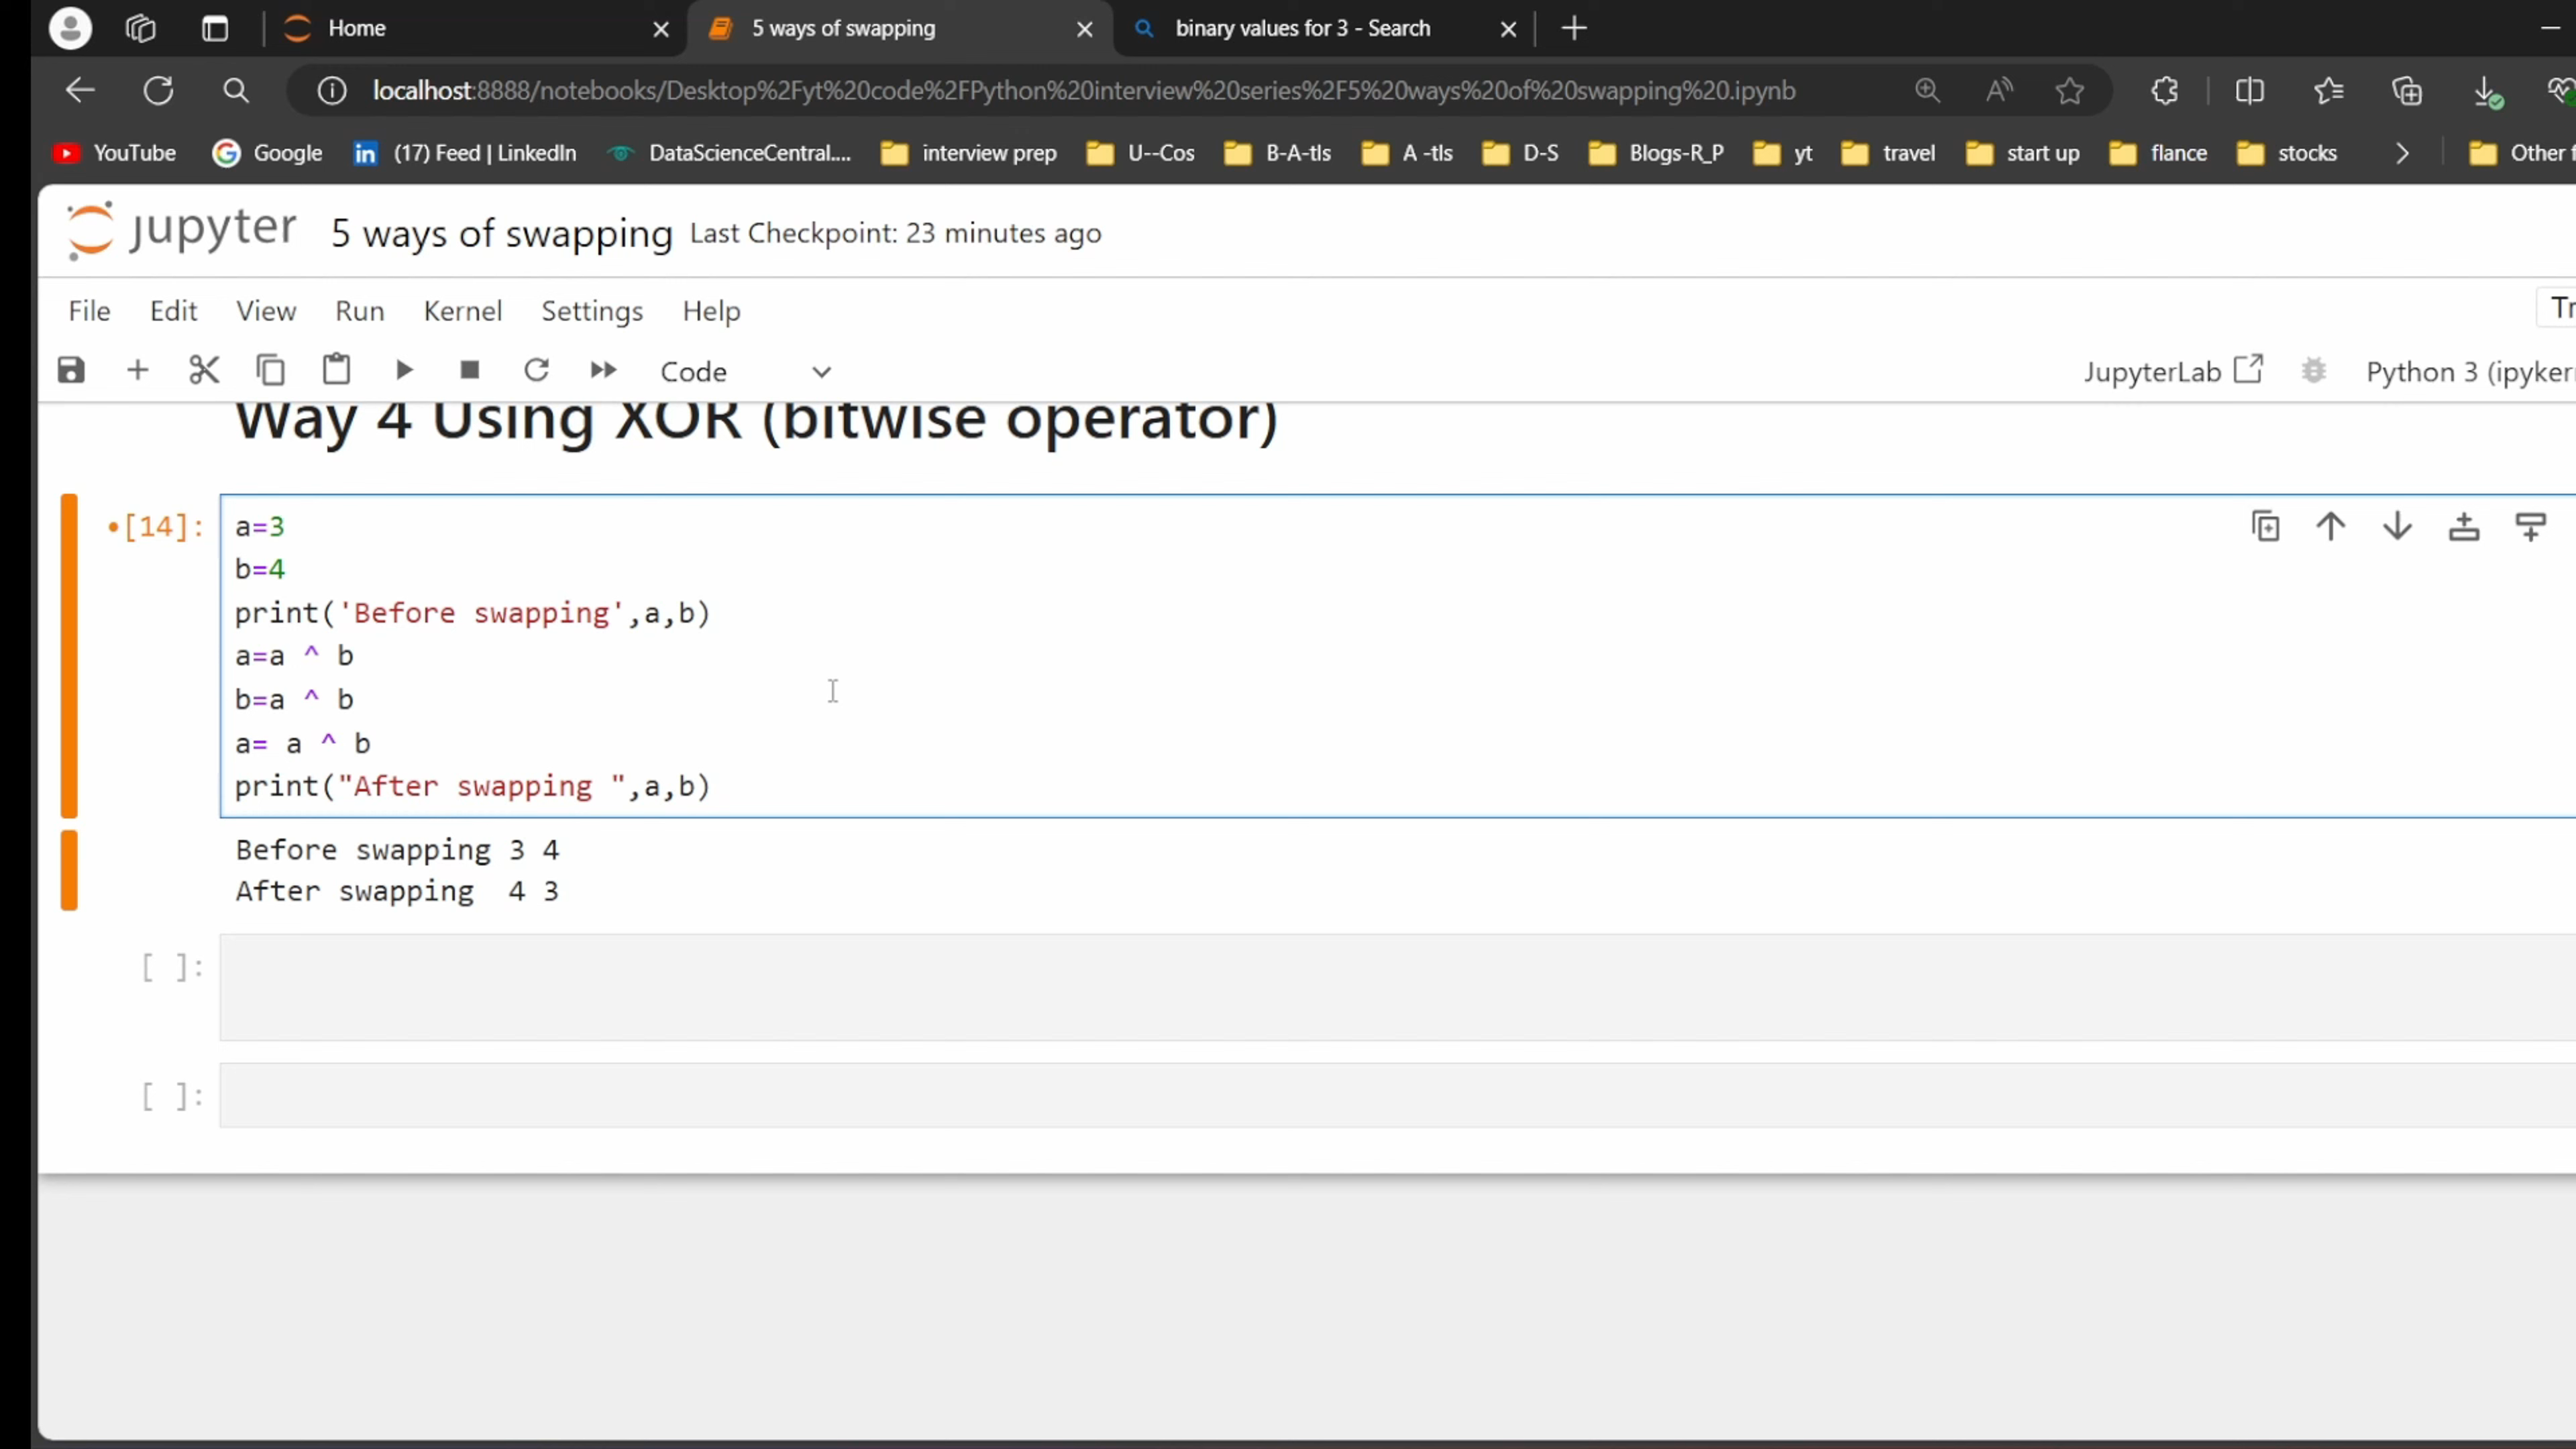 Home
5 ways of swapping
binary values for 3 - Search
localhost:8888/notebooks/Desktop%2Fyt%20code%2FPython%20interview%20series%2F5%20ways%20of%20swapping%20.ipynb
YouTube
Google
(17) Feed | LinkedIn
DataScienceCentral....
interview prep
U--Cos
B-A-tls
A -tls
D-S
Blogs-R_P
yt
travel
start up
flance
stocks
Other f
jupyter 5 ways of swapping Last Checkpoint: 23 minutes ago
File Edit View Run Kernel Settings Help
Tr
Code
JupyterLab
Python 3 (ipyker
Way 4 Using XOR (bitwise operator)
•[14]:
a=3
b=4
print('Before swapping',a,b)
a=a ^ b
b=a ^ b
a= a ^ b
print("After swapping ",a,b)
Before swapping 3 4
After swapping  4 3
[ ]:
[ ]: